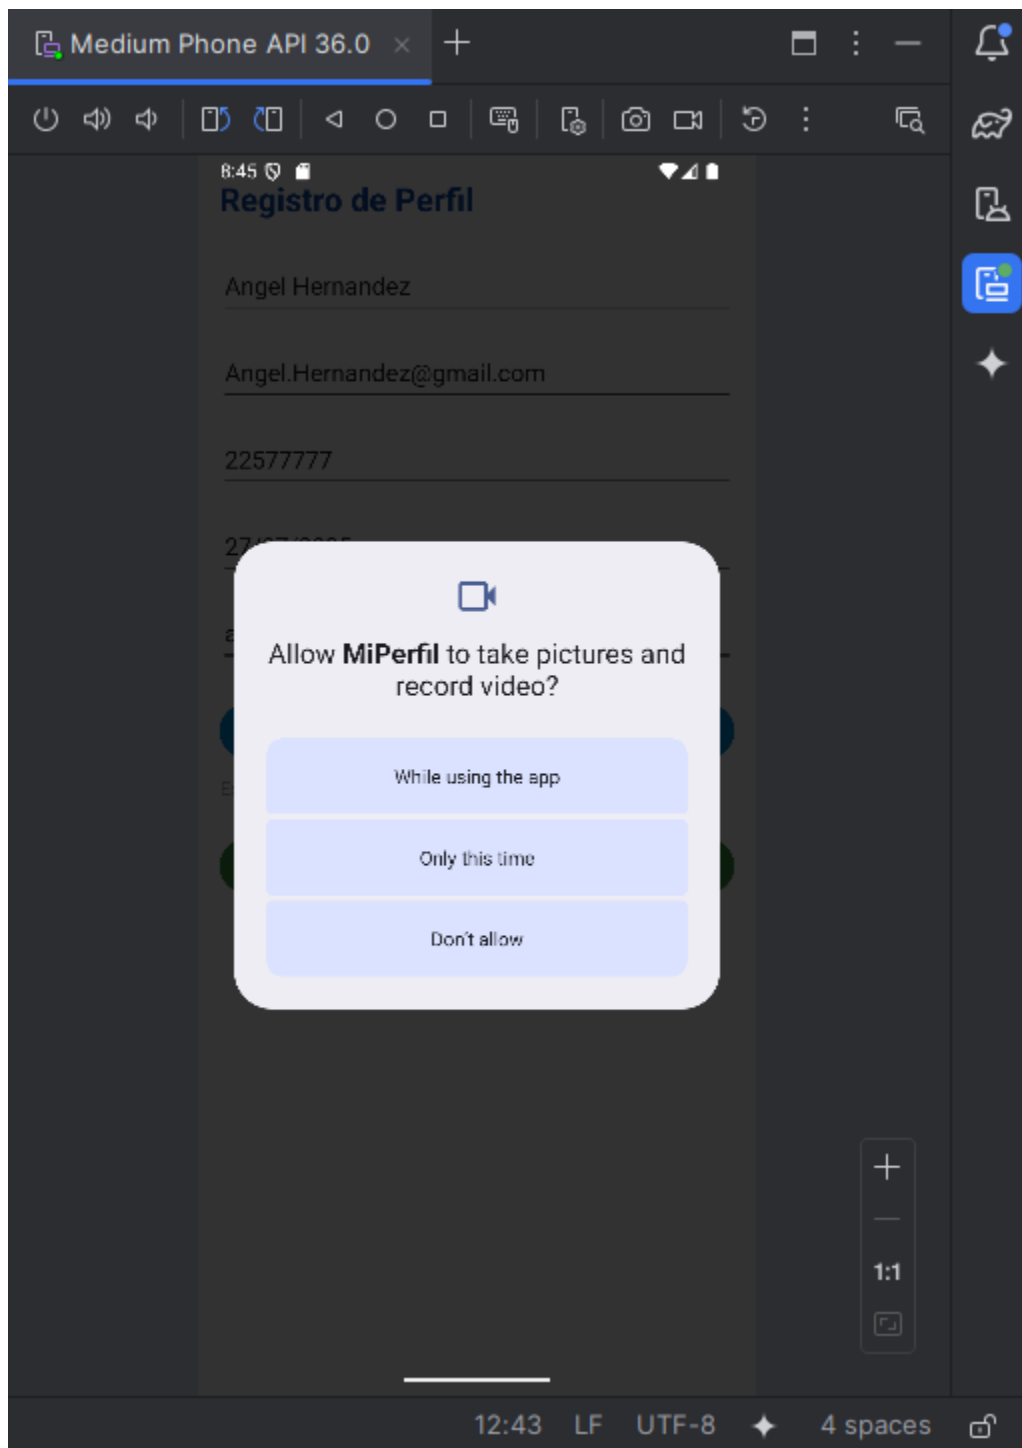 Medium Phone API 36.0
8:45
Registro de Perfil
Angel Hernandez
Angel.Hernandez@gmail.com
22577777
Allow MiPerfil to take pictures and
record video?
While using the app
Only this time
Don't allow
1:1
12:43 LF UTF-8 4 spaces